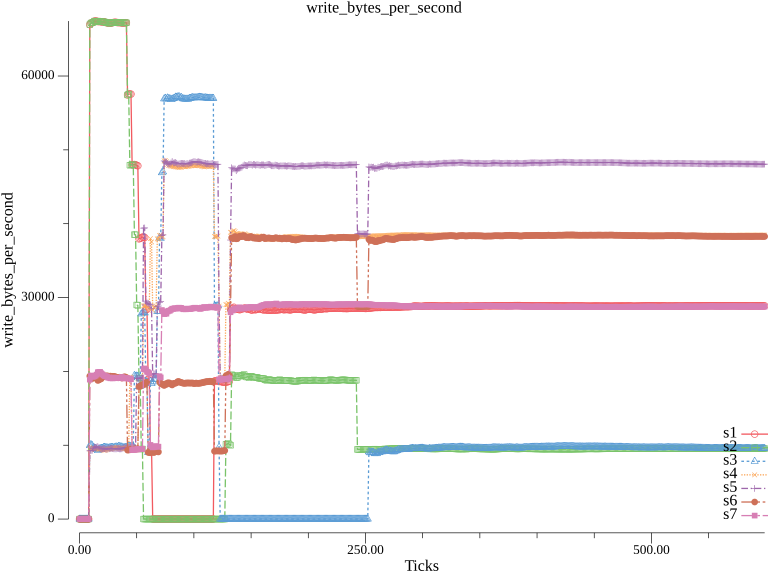 write_bytes_per_second
60000
30000
0
write_bytes_per_second
0.00
250.00
500.00
Ticks
s1
s2
s3
s4
s5
s6
s7